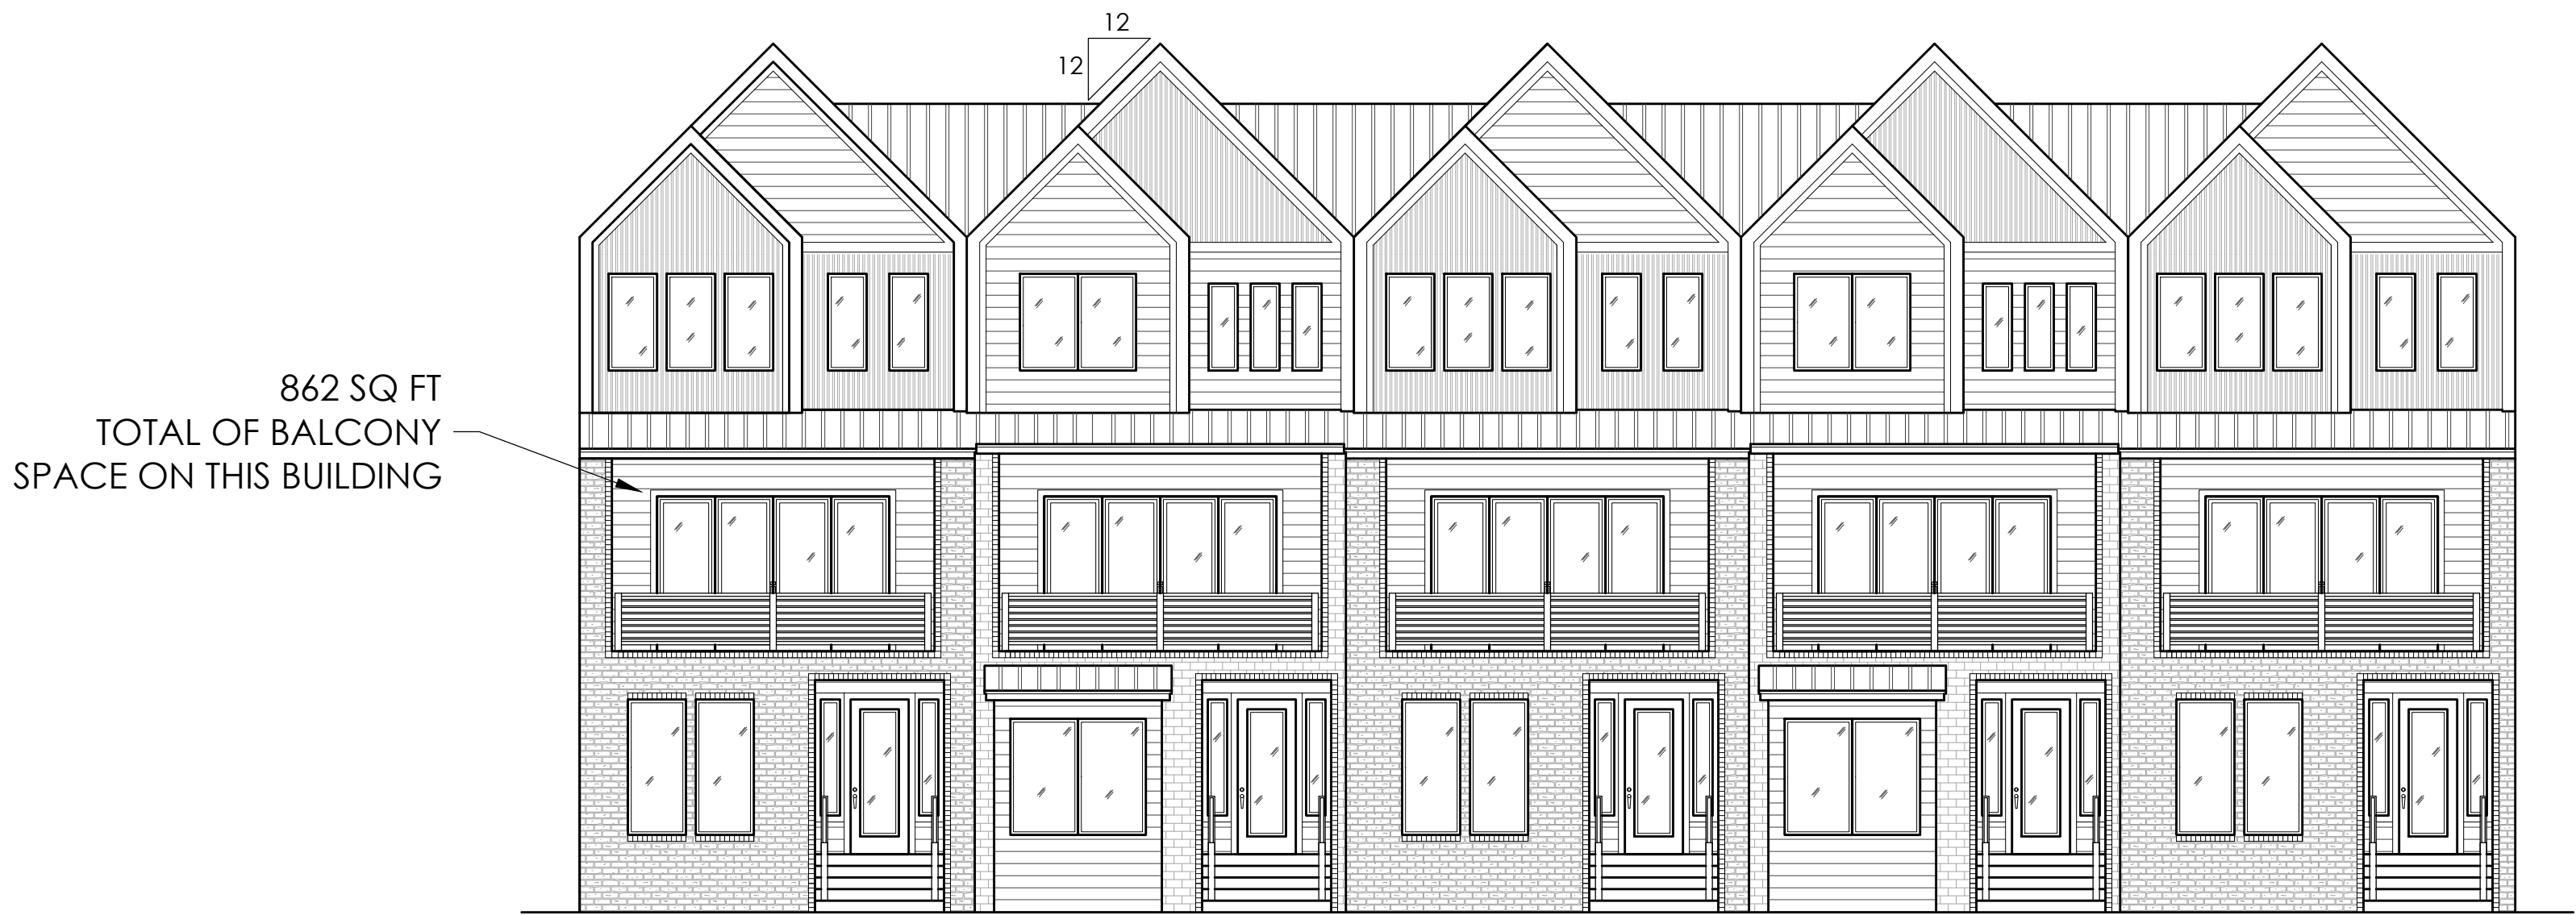 12
12
862 SQ FT
TOTAL OF BALCONY
SPACE ON THIS BUILDING